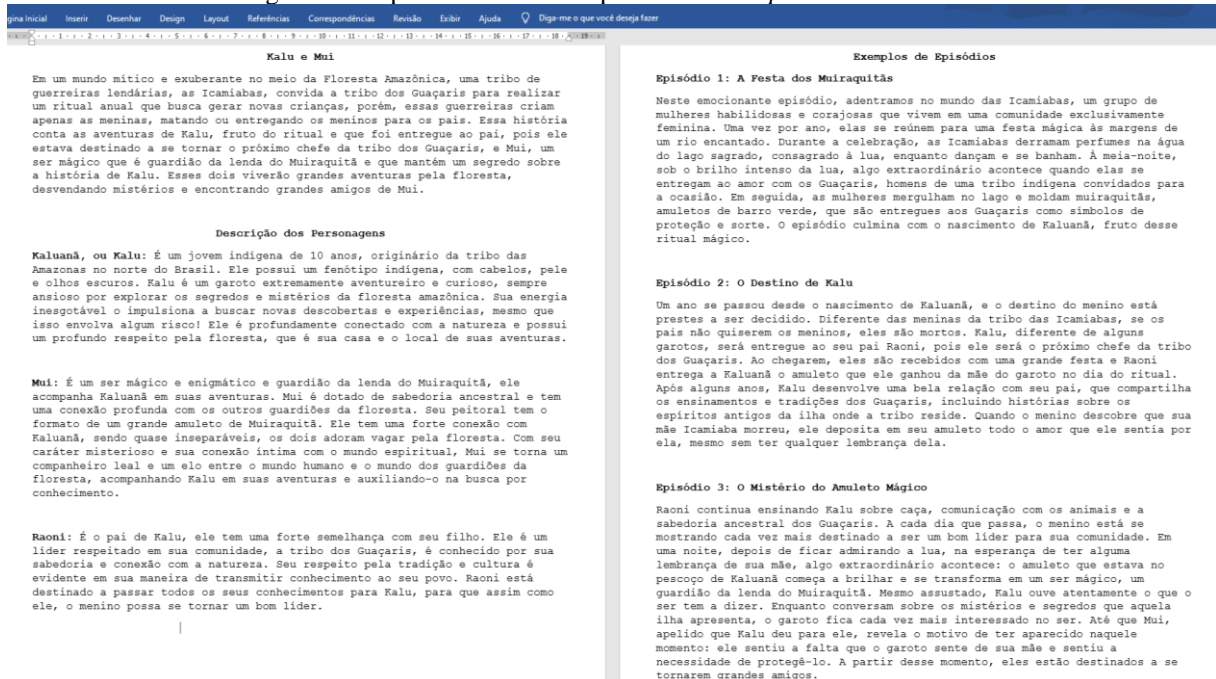 gina Inicial Inserir Desenhar Design Layout Referências Correspondências Revisão Exibir Ajuda Diga-me o que você deseja fazer
1 2 3 4 5 6 7 8 9 10 11 12 13 14 15 16 17 18 19
Kalu e Mui
Em um mundo mítico e exuberante no meio da Floresta Amazônica, uma tribo de
guerreiras lendárias, as Icamiabas, convida a tribo dos Guaçaris para realizar
um ritual anual que busca gerar novas crianças, porém, essas guerreiras criam
apenas as meninas, matando ou entregando os meninos para os pais. Essa história
conta as aventuras de Kalu, fruto do ritual e que foi entregue ao pai, pois ele
estava destinado a se tornar o próximo chefe da tribo dos Guaçaris, e Mui, um
ser mágico que é guardião da lenda do Muiraquitã e que mantém um segredo sobre
a história de Kalu. Esses dois viverão grandes aventuras pela floresta,
desvendando mistérios e encontrando grandes amigos de Mui.
Descrição dos Personagens
Kaluanã, ou Kalu: É um jovem indígena de 10 anos, originário da tribo das
Amazonas no norte do Brasil. Ele possui um fenótipo indígena, com cabelos, pele
e olhos escuros. Kalu é um garoto extremamente aventureiro e curioso, sempre
ansioso por explorar os segredos e mistérios da floresta amazônica. Sua energia
inesgotável o impulsiona a buscar novas descobertas e experiências, mesmo que
isso envolva algum risco! Ele é profundamente conectado com a natureza e possui
um profundo respeito pela floresta, que é sua casa e o local de suas aventuras.
Mui: É um ser mágico e enigmático e guardião da lenda do Muiraquitã, ele
acompanha Kaluanã em suas aventuras. Mui é dotado de sabedoria ancestral e tem
uma conexão profunda com os outros guardiões da floresta. Seu peitoral tem o
formato de um grande amuleto de Muiraquitã. Ele tem uma forte conexão com
Kaluanã, sendo quase inseparáveis, os dois adoram vagar pela floresta. Com seu
caráter misterioso e sua conexão íntima com o mundo espiritual, Mui se torna um
companheiro leal e um elo entre o mundo humano e o mundo dos guardiões da
floresta, acompanhando Kalu em suas aventuras e auxiliando-o na busca por
conhecimento.
Raoni: É o pai de Kalu, ele tem uma forte semelhança com seu filho. Ele é um
líder respeitado em sua comunidade, a tribo dos Guaçaris, é conhecido por sua
sabedoria e conexão com a natureza. Seu respeito pela tradição e cultura é
evidente em sua maneira de transmitir conhecimento ao seu povo. Raoni está
destinado a passar todos os seus conhecimentos para Kalu, para que assim como
ele, o menino possa se tornar um bom líder.
Exemplos de Episódios
Episódio 1: A Festa dos Muiraquitãs
Neste emocionante episódio, adentramos no mundo das Icamiabas, um grupo de
mulheres habilidosas e corajosas que vivem em uma comunidade exclusivamente
feminina. Uma vez por ano, elas se reúnem para uma festa mágica às margens de
um rio encantado. Durante a celebração, as Icamiabas derramam perfumes na água
do lago sagrado, consagrado à lua, enquanto dançam e se banham. À meia-noite,
sob o brilho intenso da lua, algo extraordinário acontece quando elas se
entregam ao amor com os Guaçaris, homens de uma tribo indígena convidados para
a ocasião. Em seguida, as mulheres mergulham no lago e moldam muiraquitãs,
amuletos de barro verde, que são entregues aos Guaçaris como símbolos de
proteção e sorte. O episódio culmina com o nascimento de Kaluanã, fruto desse
ritual mágico.
Episódio 2: O Destino de Kalu
Um ano se passou desde o nascimento de Kaluanã, e o destino do menino está
prestes a ser decidido. Diferente das meninas da tribo das Icamiabas, se os
pais não quiserem os meninos, eles são mortos. Kalu, diferente de alguns
garotos, será entregue ao seu pai Raoni, pois ele será o próximo chefe da tribo
dos Guaçaris. Ao chegarem, eles são recebidos com uma grande festa e Raoni
entrega a Kaluanã o amuleto que ele ganhou da mãe do garoto no dia do ritual.
Após alguns anos, Kalu desenvolve uma bela relação com seu pai, que compartilha
os ensinamentos e tradições dos Guaçaris, incluindo histórias sobre os
espíritos antigos da ilha onde a tribo reside. Quando o menino descobre que sua
mãe Icamiaba morreu, ele deposita em seu amuleto todo o amor que ele sentia por
ela, mesmo sem ter qualquer lembrança dela.
Episódio 3: O Mistério do Amuleto Mágico
Raoni continua ensinando Kalu sobre caça, comunicação com os animais e a
sabedoria ancestral dos Guaçaris. A cada dia que passa, o menino está se
mostrando cada vez mais destinado a ser um bom líder para sua comunidade. Em
uma noite, depois de ficar admirando a lua, na esperança de ter alguma
lembrança de sua mãe, algo extraordinário acontece: o amuleto que estava no
pescoço de Kaluanã começa a brilhar e se transforma em um ser mágico, um
guardião da lenda do Muiraquitã. Mesmo assustado, Kalu ouve atentamente o que o
ser tem a dizer. Enquanto conversam sobre os mistérios e segredos que aquela
ilha apresenta, o garoto fica cada vez mais interessado no ser. Até que Mui,
apelido que Kalu deu para ele, revela o motivo de ter aparecido naquele
momento: ele sentiu a falta que o garoto sente de sua mãe e sentiu a
necessidade de protegê-lo. A partir desse momento, eles estão destinados a se
tornarem grandes amigos.